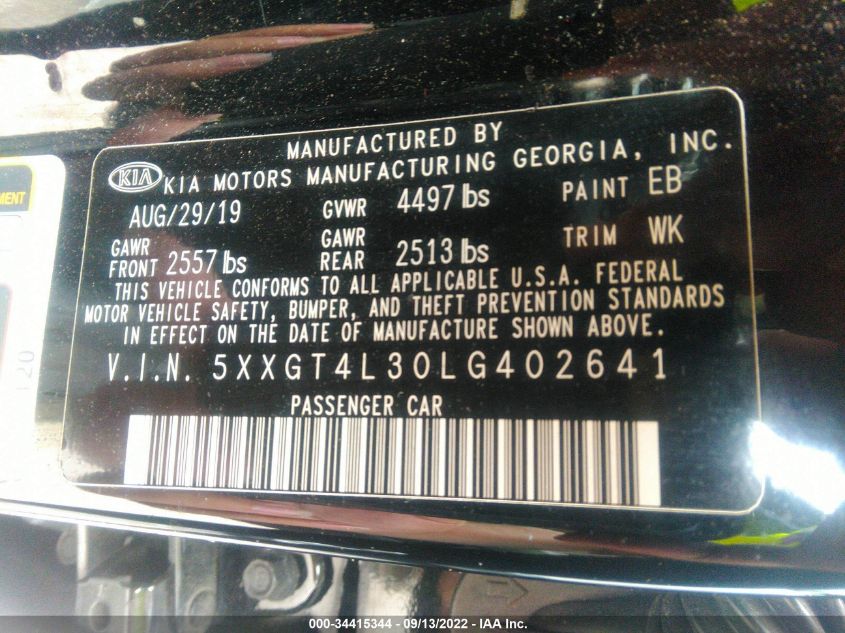 MANUFACTURED BY
KIA KIA MOTORS MANUFACTURING GEORGIA, INC.
AUG/29/19 GVWR 4497 lbs PAINT EB
GAWR FRONT 2557 lbs GAWR REAR 2513 lbs TRIM WK
THIS VEHICLE CONFORMS TO ALL APPLICABLE U.S.A. FEDERAL
MOTOR VEHICLE SAFETY, BUMPER, AND THEFT PREVENTION STANDARDS
IN EFFECT ON THE DATE OF MANUFACTURE SHOWN ABOVE.
V.I.N. 5XXGT4L30LG402641
PASSENGER CAR
000-34415344 - 09/13/2022 - IAA Inc.